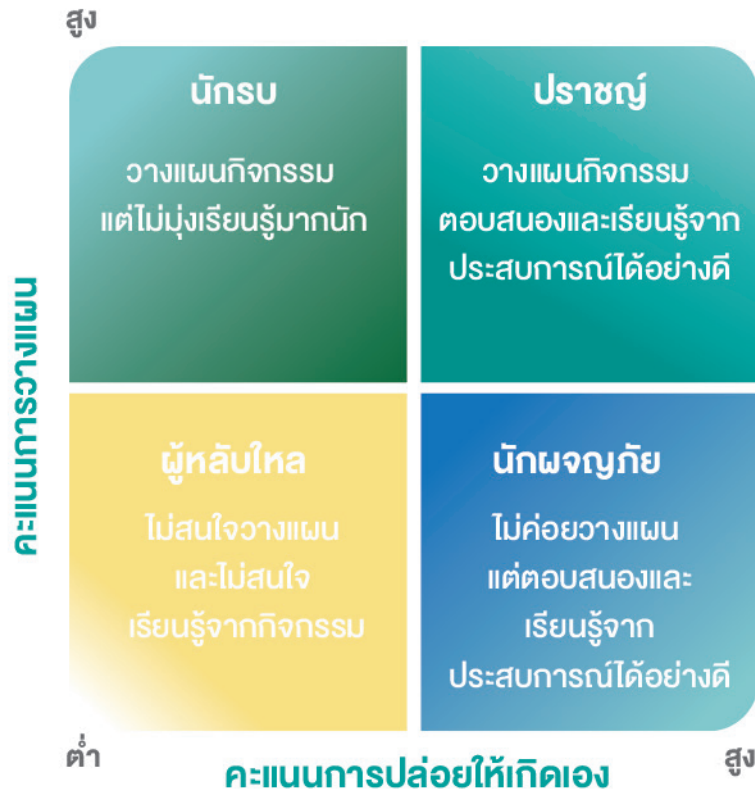 สูง
นักรบ
วางแผนกิจกรรม
แต่ไม่มุ่งเรียนรู้มากนัก
ปราชญ์
วางแผนกิจกรรม
ตอบสนองและเรียนรู้จาก
ประสบการณ์ได้อย่างดี
คะแนนการวางแผน
ผู้หลับใหล
ไม่สนใจวางแผน
และไม่สนใจ
เรียนรู้จากกิจกรรม
นักผจญภัย
ไม่ค่อยวางแผน
แต่ตอบสนองและ
เรียนรู้จาก
ประสบการณ์ได้อย่างดี
ต่ำ
คะแนนการปล่อยให้เกิดเอง
สูง